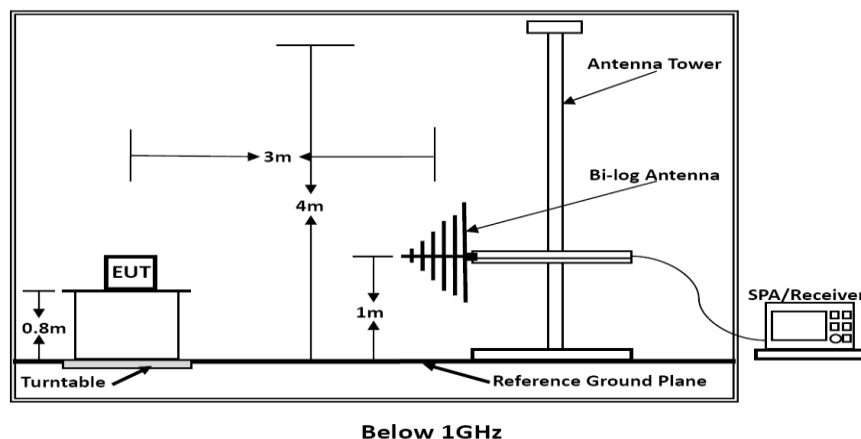 Antenna Tower
3m
Bi-log Antenna
4m
EUT
1m
SPA/Receiver
0.8m
Turntable
Reference Ground Plane
Below 1GHz